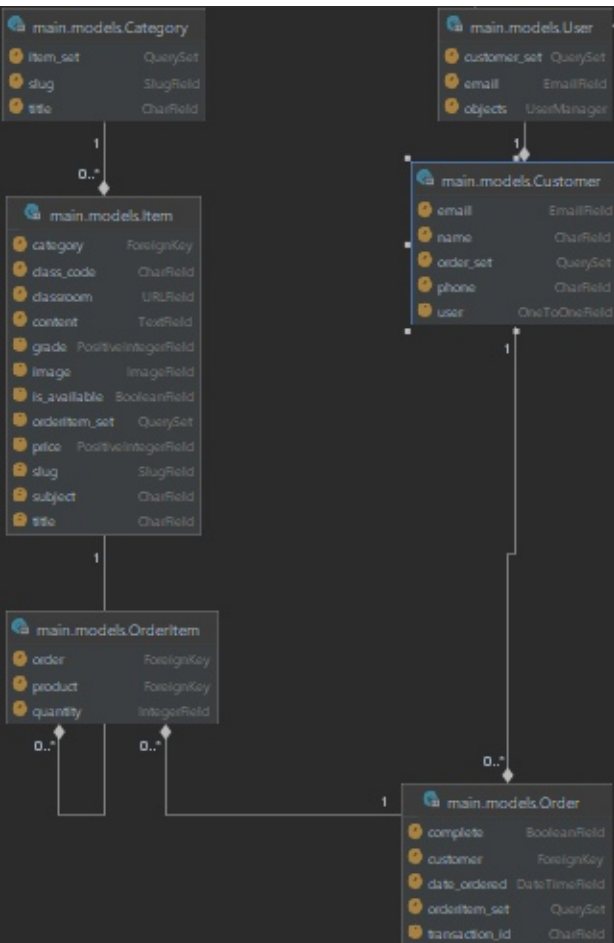 main.models.Category
item_set QuerySet
slug SlugField
title CharField
1
0..*
main.models.Item
category ForeignKey
class_code CharField
classroom URLField
content TextField
grade PositiveIntegerField
image ImageField
is_available BooleanField
orderitem_set QuerySet
price PositiveIntegerField
slug SlugField
subject CharField
title CharField
1
main.models.OrderItem
order ForeignKey
product ForeignKey
quantity IntegerField
0..*
0..*
1
main.models.User
customer_set QuerySet
email EmailField
objects UserManager
1
main.models.Customer
email EmailField
name CharField
order_set QuerySet
phone CharField
user OneToOneField
1
0..*
main.models.Order
complete BooleanField
customer ForeignKey
date_ordered DateTimeField
orderitem_set QuerySet
transaction_id CharField